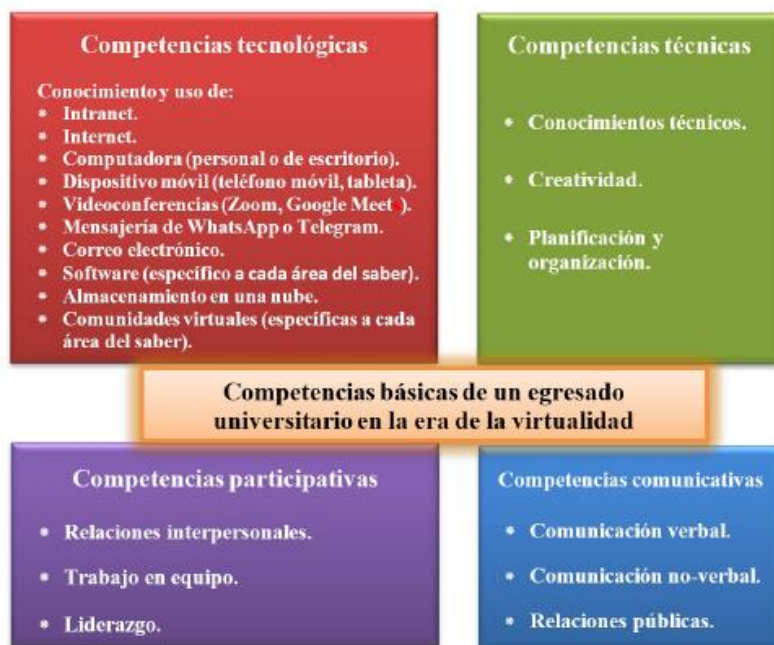 Competencias tecnológicas
Conocimiento y uso de:
* Intranet.
* Internet.
* Computadora (personal o de escritorio).
* Dispositivo móvil (teléfono móvil, tableta).
* Videoconferencias (Zoom, Google Meet ).
* Mensajería de WhatsApp o Telegram.
* Correo electrónico.
* Software (específico a cada área del saber).
* Almacenamiento en una nube.
* Comunidades virtuales (específicas a cada
área del saber).
Competencias técnicas
* Conocimientos técnicos.
* Creatividad.
* Planificación y
organización.
Competencias básicas de un egresado
universitario en la era de la virtualidad
Competencias participativas
* Relaciones interpersonales.
* Trabajo en equipo.
* Liderazgo.
Competencias comunicativas
* Comunicación verbal.
* Comunicación no-verbal.
* Relaciones públicas.